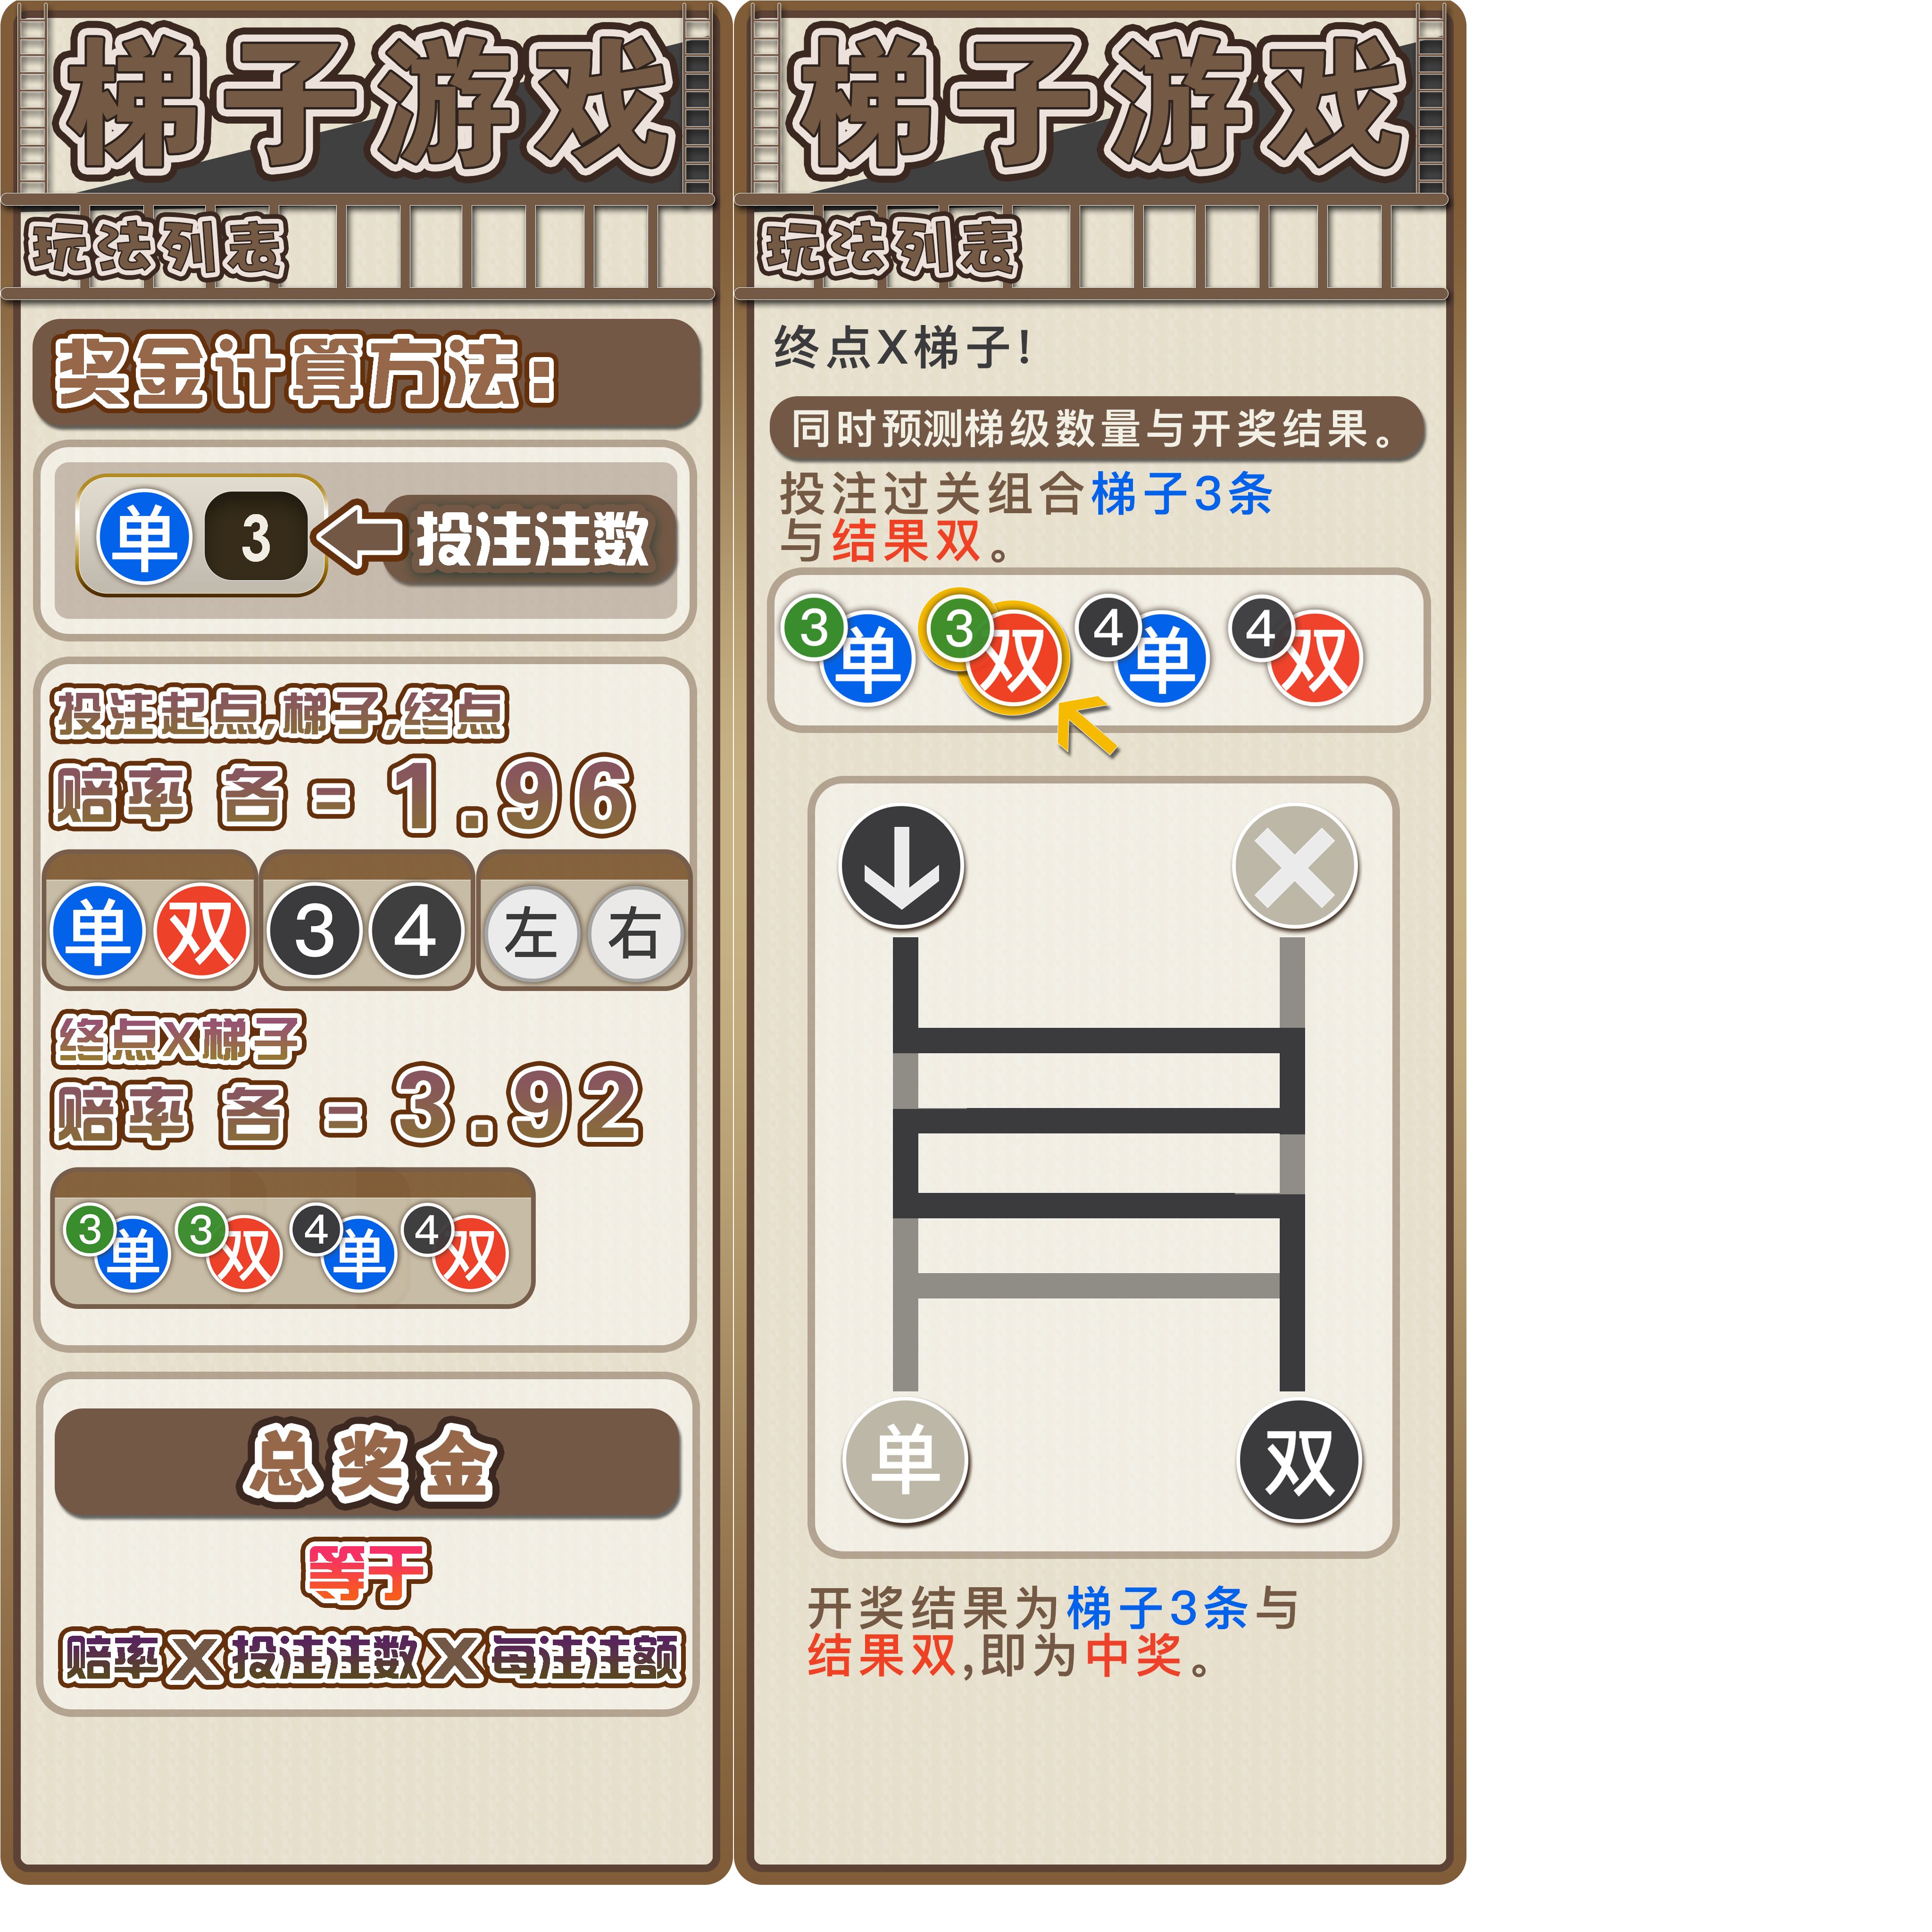 梯子游戏
玩法列表
奖金计算方法:
单 3 投注注数
投注起点,梯子,终点
赔率 各 = 1.96
单 双 3 4 左 右
终点X梯子
赔率 各 = 3.92
3 单 3 双 4 单 4 双
总奖金
等于
赔率X投注注数X每注注额
梯子游戏
玩法列表
终点X梯子!
同时预测梯级数量与开奖结果。
投注过关组合梯子3条
与结果双。
3 单 3 双 4 单 4 双
单 双
开奖结果为梯子3条与
结果双,即为中奖。